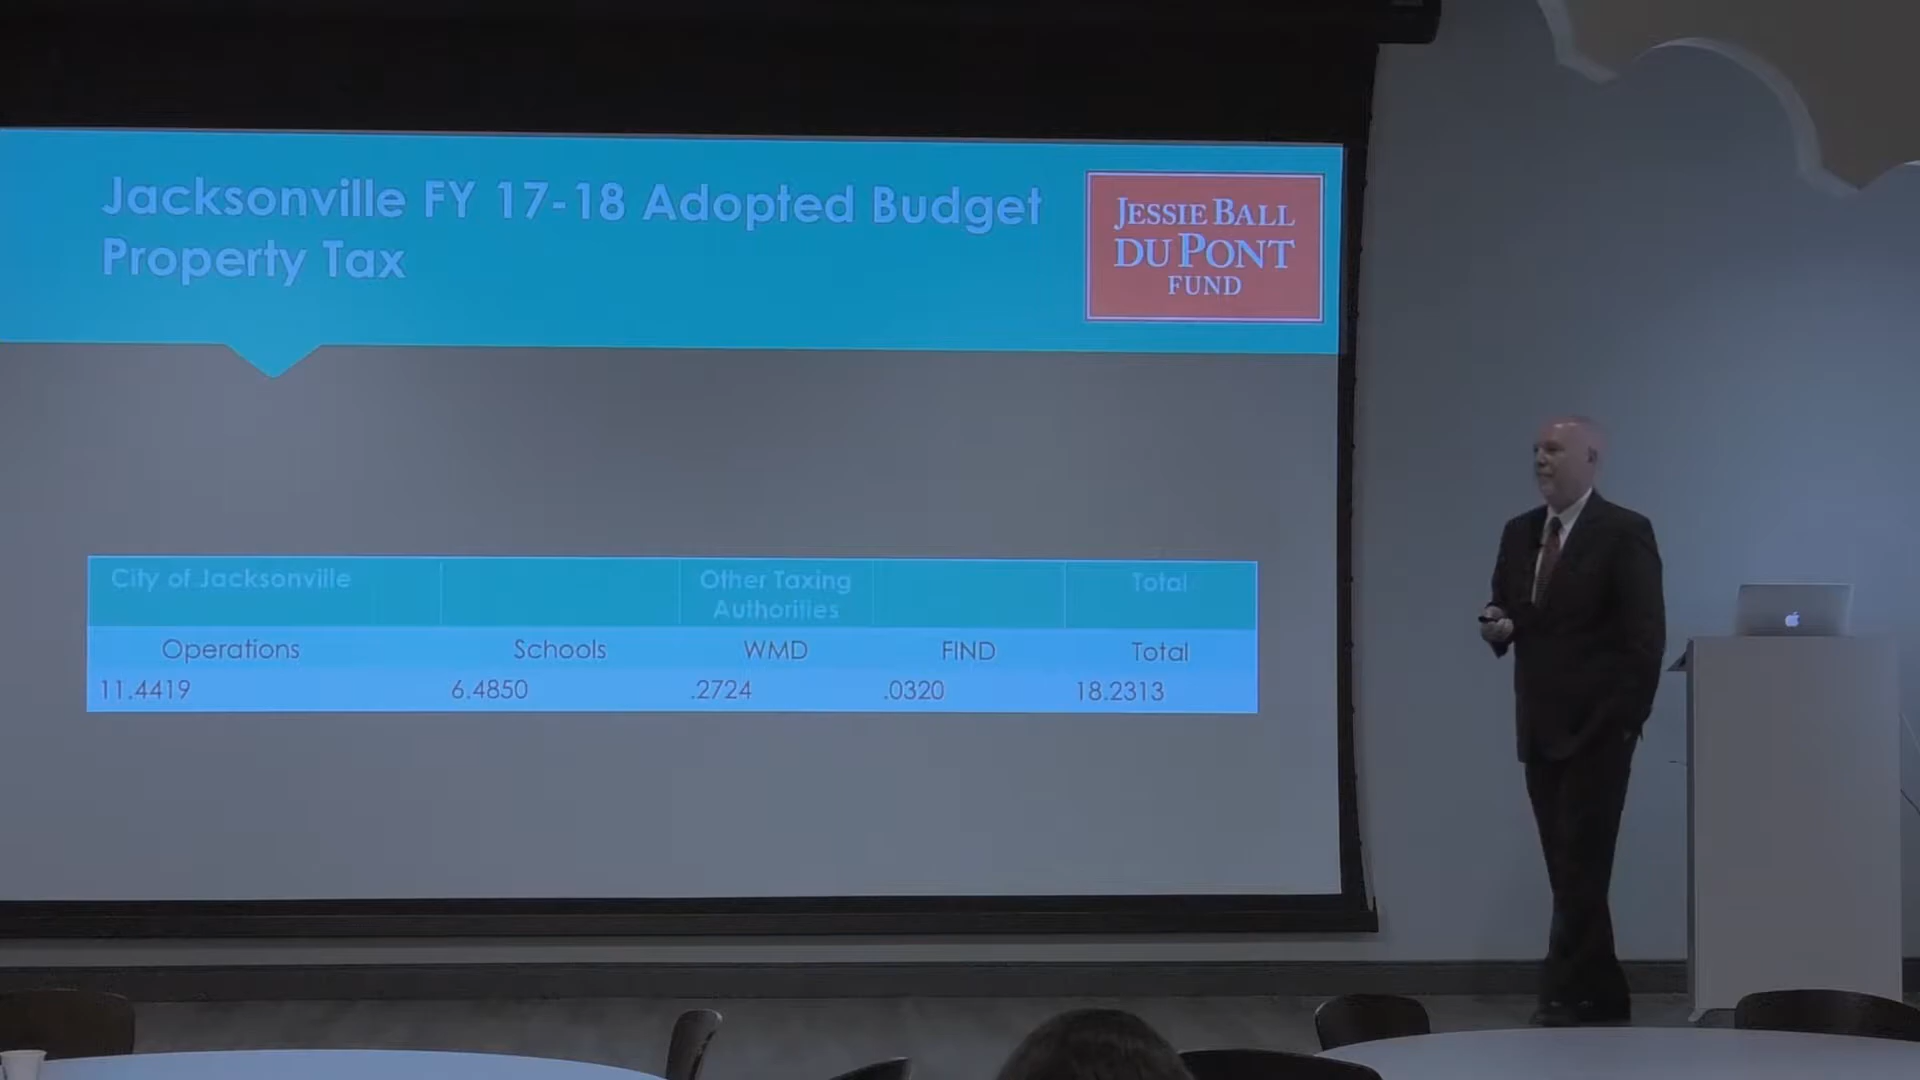 Jacksonville FY 17-18 Adopted Budget
Property Tax
JESSIE BALL
DU PONT
FUND
City of Jacksonville Other Taxing Authorities Total
Operations Schools WMD FIND Total
11.4419 6.4850 .2724 .0320 18.2313